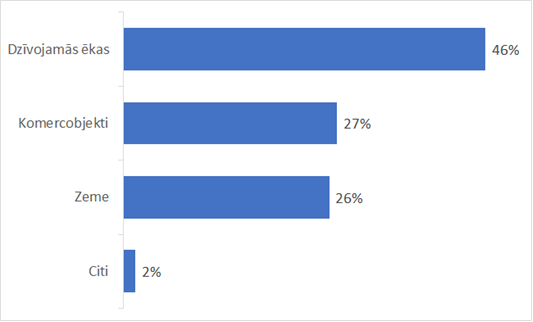 Dzīvojamās ēkas 46%
Komercobjekti 27%
Zeme 26%
Citi 2%